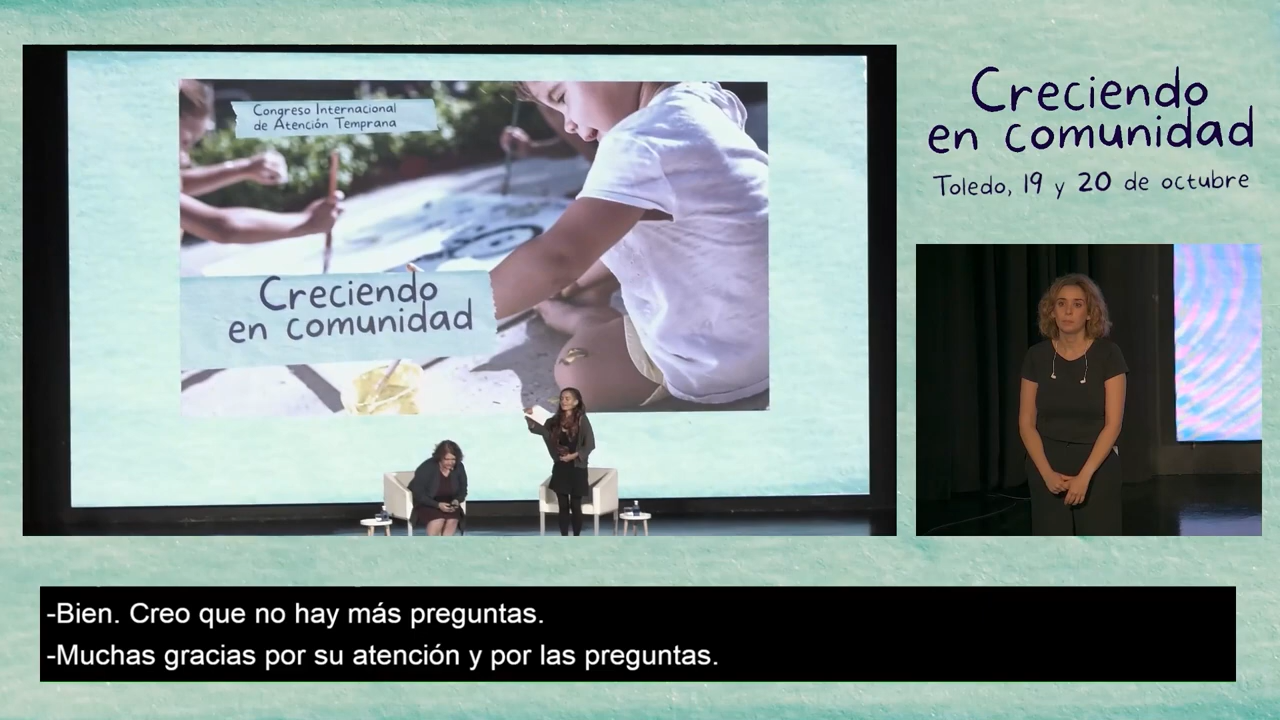 Congreso Internacional
de Atención Temprana
Creciendo
en comunidad
Creciendo
en comunidad
Toledo, 19 y 20 de octubre
-Bien. Creo que no hay más preguntas.
-Muchas gracias por su atención y por las preguntas.